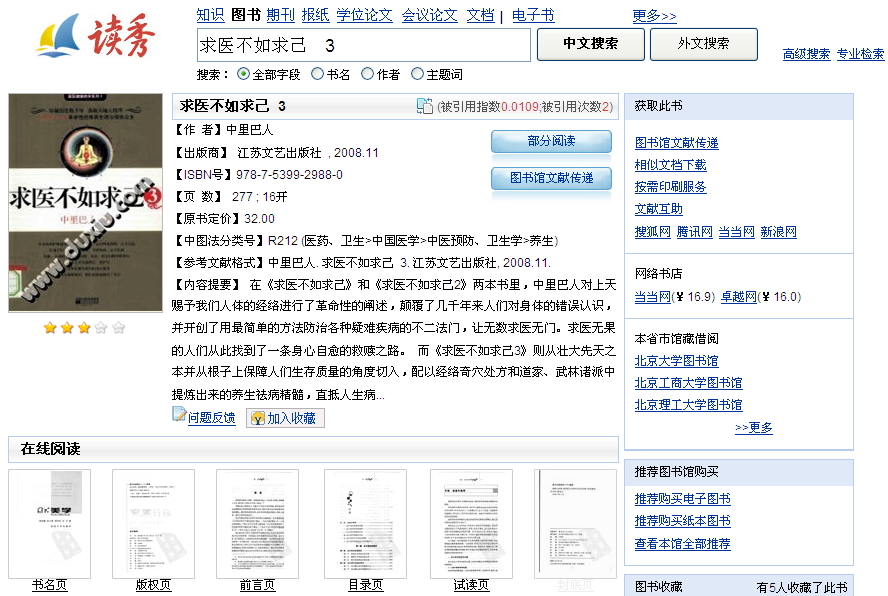 读秀
知识 图书 期刊 报纸 学位论文 会议论文 文档 | 电子书 更多>>
求医不如求己 3
中文搜索
外文搜索
高级搜索 专业检索
搜索： 全部字段 书名 作者 主题词
求医不如求己 3
中里巴人
www.duxiu.com
求医不如求己 3 (被引用指数0.0109;被引用次数2)
【作 者】中里巴人
【出版商】 江苏文艺出版社 , 2008.11
【ISBN号】978-7-5399-2988-0
【页 数】 277 ; 16开
【原书定价】32.00
【中图法分类号】R212 (医药、卫生>中国医学>中医预防、卫生学>养生)
【参考文献格式】中里巴人. 求医不如求己 3. 江苏文艺出版社, 2008.11.
【内容提要】 在《求医不如求己》和《求医不如求己2》两本书里，中里巴人对上天
赐予我们人体的经络进行了革命性的阐述，颠覆了几千年来人们对身体的错误认识，
并开创了用最简单的方法防治各种疑难疾病的不二法门，让无数求医无门。求医无果
的人们从此找到了一条身心自愈的救赎之路。 而《求医不如求己3》则从壮大先天之
本并从根子上保障人们生存质量的角度切入，配以经络奇穴处方和道家、武林诸派中
提炼出来的养生祛病精髓，直抵人生病...
部分阅读
图书馆文献传递
问题反馈 加入收藏
在线阅读
书名页 版权页 前言页 目录页 试读页 封底页
获取此书
图书馆文献传递
相似文档下载
按需印刷服务
文献互助
搜狐网 腾讯网 当当网 新浪网
网络书店
当当网(￥16.9) 卓越网(￥16.0)
本省市馆藏借阅
北京大学图书馆
北京工商大学图书馆
北京理工大学图书馆
>>更多
推荐图书馆购买
推荐购买电子图书
推荐购买纸本图书
查看本馆全部推荐
图书收藏 有5人收藏了此书